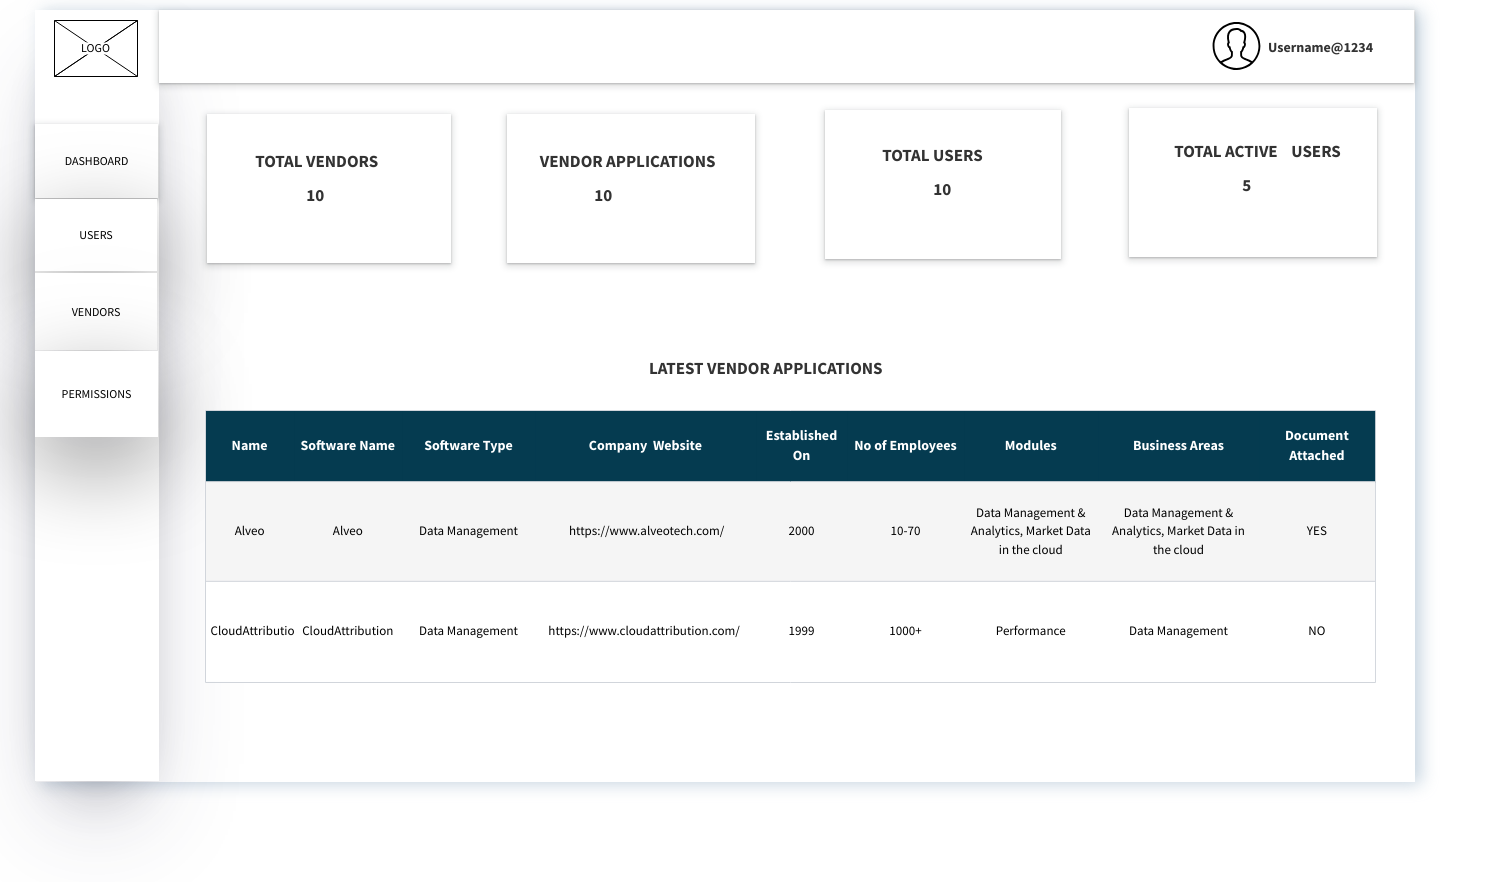 LOGO
Username@1234
DASHBOARD
USERS
VENDORS
PERMISSIONS
TOTAL VENDORS
10
VENDOR APPLICATIONS
10
TOTAL USERS
10
TOTAL ACTIVE USERS
5
LATEST VENDOR APPLICATIONS
Name Software Name Software Type Company Website Established On No of Employees Modules Business Areas Document Attached
Alveo Alveo Data Management https://www.alveotech.com/ 2000 10-70 Data Management & Analytics, Market Data in the cloud Data Management & Analytics, Market Data in the cloud YES
CloudAttributio CloudAttribution Data Management https://www.cloudattribution.com/ 1999 1000+ Performance Data Management NO